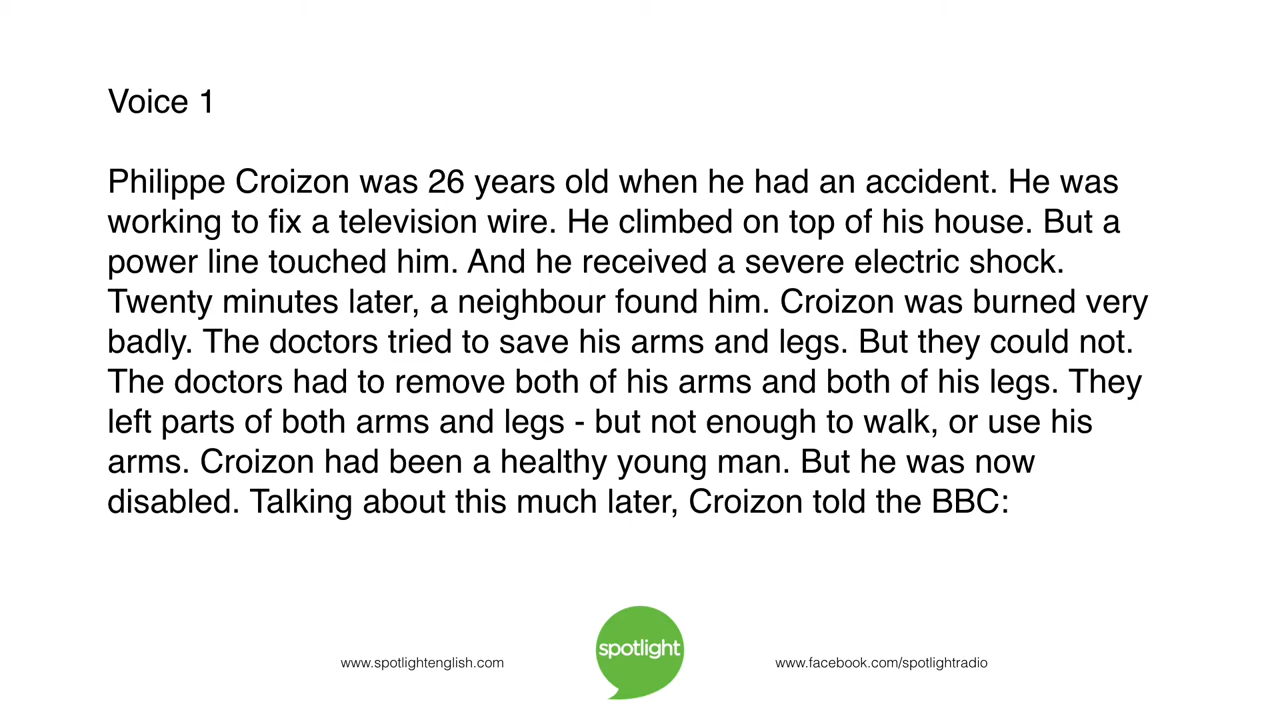 Voice 1
Philippe Croizon was 26 years old when he had an accident. He was
working to fix a television wire. He climbed on top of his house. But a
power line touched him. And he received a severe electric shock.
Twenty minutes later, a neighbour found him. Croizon was burned very
badly. The doctors tried to save his arms and legs. But they could not.
The doctors had to remove both of his arms and both of his legs. They
left parts of both arms and legs - but not enough to walk, or use his
arms. Croizon had been a healthy young man. But he was now
disabled. Talking about this much later, Croizon told the BBC:
www.spotlightenglish.com
spotlight
www.facebook.com/spotlightradio